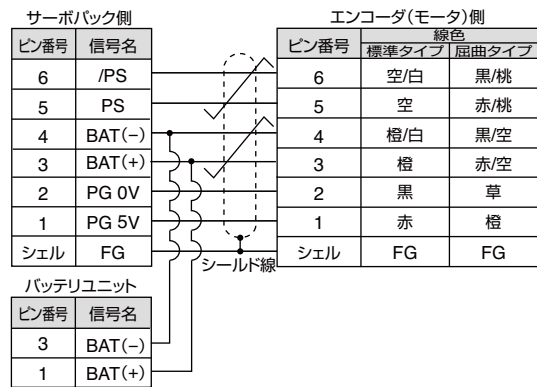 サーボパック側
ピン番号 信号名
6 /PS
5 PS
4 BAT(-)
3 BAT(+)
2 PG 0V
1 PG 5V
シェル FG
エンコーダ(モータ)側
ピン番号 線色
標準タイプ 屈曲タイプ
6 空/白 黒/桃
5 空 赤/桃
4 橙/白 黒/空
3 橙 赤/空
2 黒 草
1 赤 橙
シェル FG FG
シールド線
バッテリユニット
ピン番号 信号名
3 BAT(-)
1 BAT(+)